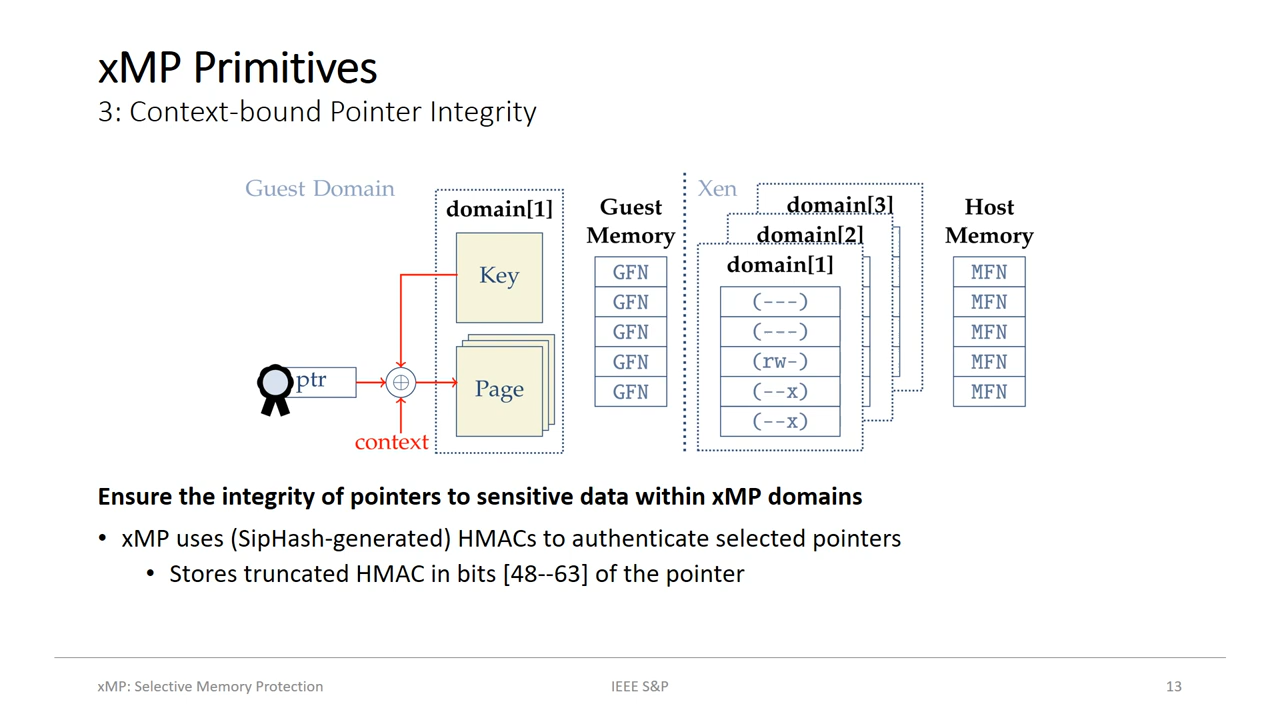 xMP Primitives
3: Context-bound Pointer Integrity
Guest Domain
domain[1]
Key
ptr
Page
context
Guest
Memory
GFN
GFN
GFN
GFN
GFN
Xen
domain[3]
domain[2]
domain[1]
(---)
(---)
(rw-)
(--x)
(--x)
Host
Memory
MFN
MFN
MFN
MFN
MFN
Ensure the integrity of pointers to sensitive data within xMP domains
• xMP uses (SipHash-generated) HMACs to authenticate selected pointers
• Stores truncated HMAC in bits [48--63] of the pointer
xMP: Selective Memory Protection
IEEE S&P
13